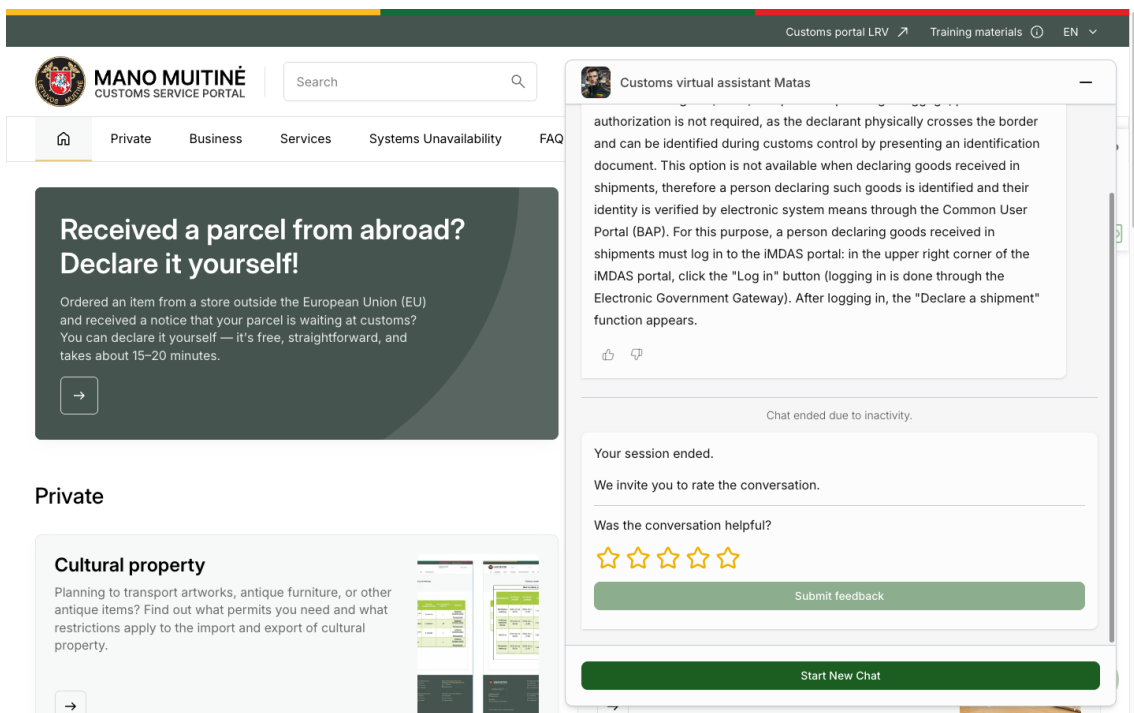 Customs portal LRV
Training materials
EN
MANO MUITINĖ
CUSTOMS SERVICE PORTAL
Search
Private
Business
Services
Systems Unavailability
FAQ
Received a parcel from abroad?
Declare it yourself!
Ordered an item from a store outside the European Union (EU)
and received a notice that your parcel is waiting at customs?
You can declare it yourself — it's free, straightforward, and
takes about 15–20 minutes.
Private
Cultural property
Planning to transport artworks, antique furniture, or other
antique items? Find out what permits you need and what
restrictions apply to the import and export of cultural
property.
Customs virtual assistant Matas
authorization is not required, as the declarant physically crosses the border
and can be identified during customs control by presenting an identification
document. This option is not available when declaring goods received in
shipments, therefore a person declaring such goods is identified and their
identity is verified by electronic system means through the Common User
Portal (BAP). For this purpose, a person declaring goods received in
shipments must log in to the iMDAS portal: in the upper right corner of the
iMDAS portal, click the "Log in" button (logging in is done through the
Electronic Government Gateway). After logging in, the "Declare a shipment"
function appears.
Chat ended due to inactivity.
Your session ended.
We invite you to rate the conversation.
Was the conversation helpful?
Submit feedback
Start New Chat